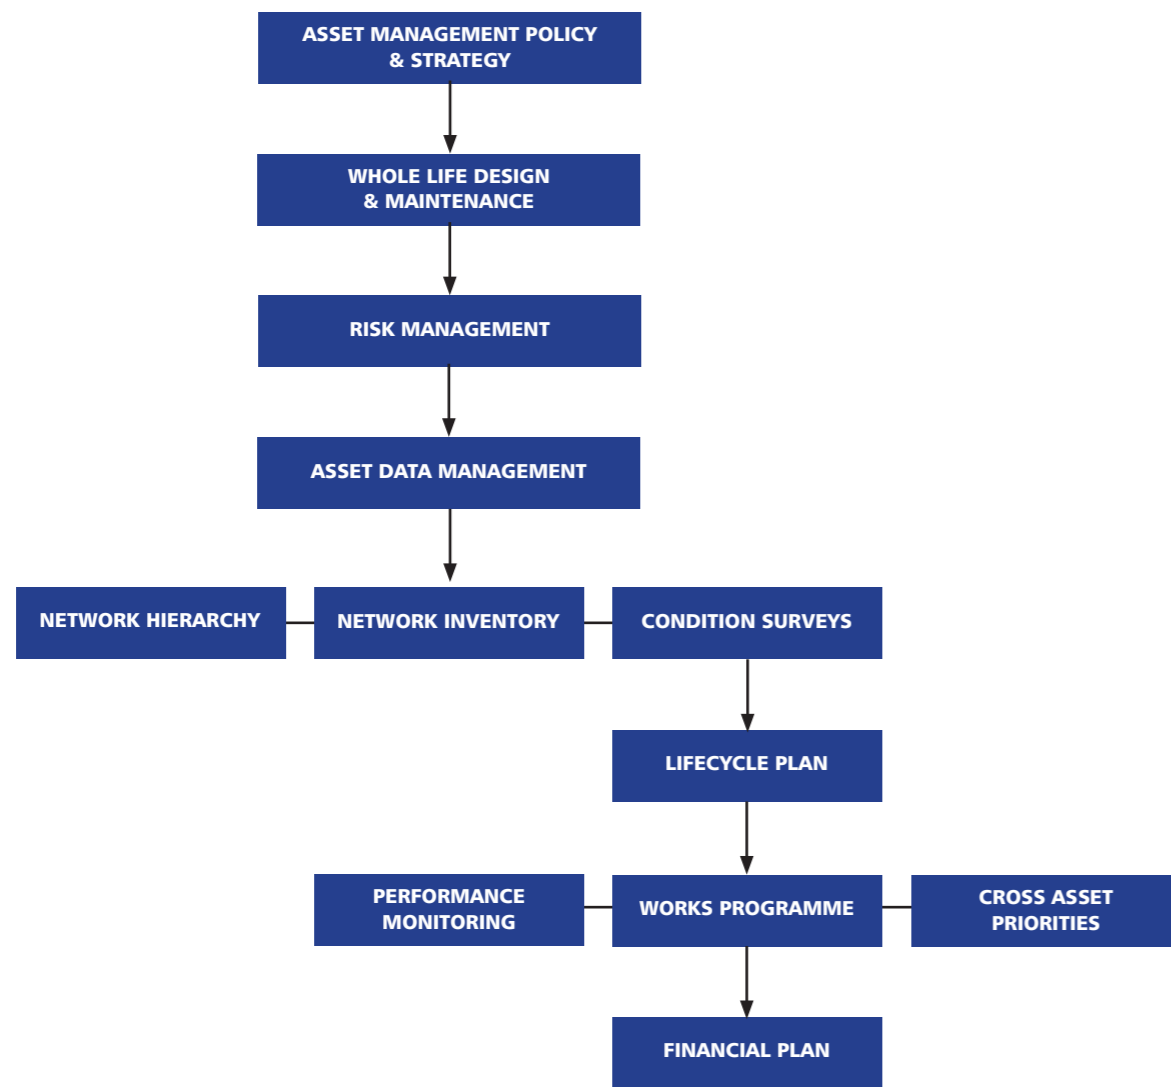 ASSET MANAGEMENT POLICY
& STRATEGY
WHOLE LIFE DESIGN
& MAINTENANCE
RISK MANAGEMENT
ASSET DATA MANAGEMENT
NETWORK HIERARCHY
NETWORK INVENTORY
CONDITION SURVEYS
LIFECYCLE PLAN
PERFORMANCE
MONITORING
WORKS PROGRAMME
CROSS ASSET
PRIORITIES
FINANCIAL PLAN